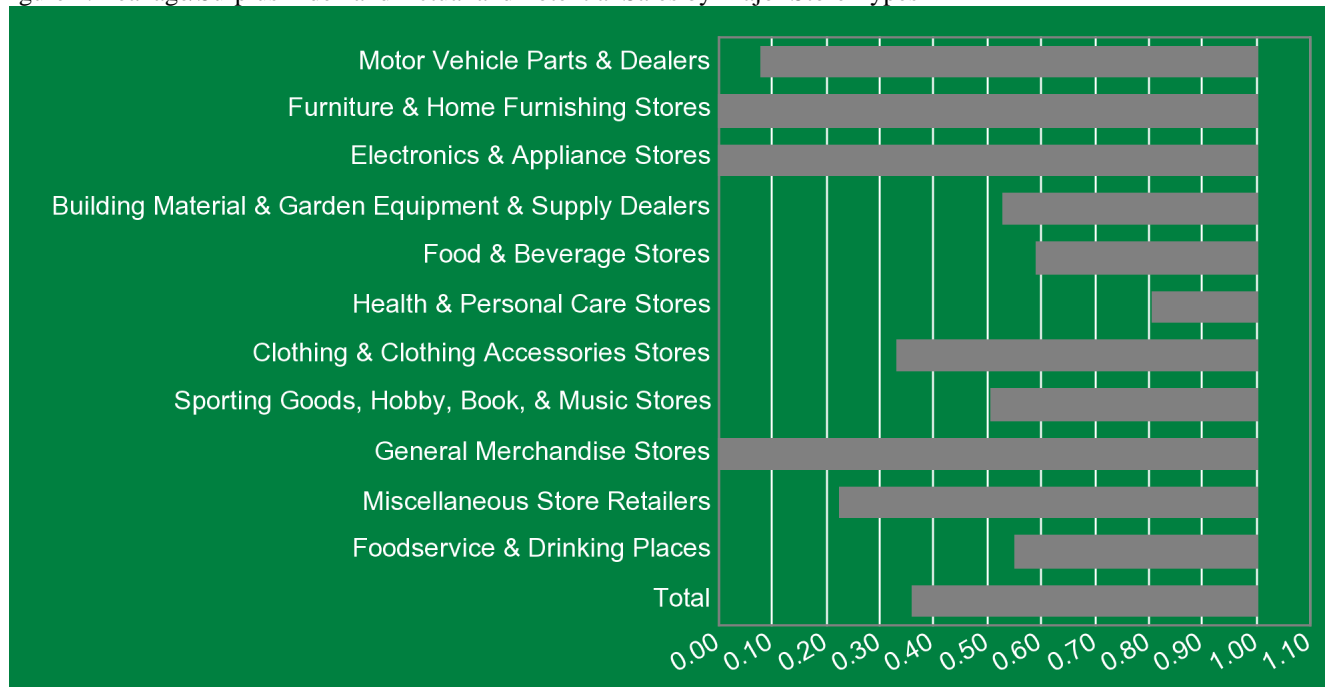 Motor Vehicle Parts & Dealers
Furniture & Home Furnishing Stores
Electronics & Appliance Stores
Building Material & Garden Equipment & Supply Dealers
Food & Beverage Stores
Health & Personal Care Stores
Clothing & Clothing Accessories Stores
Sporting Goods, Hobby, Book, & Music Stores
General Merchandise Stores
Miscellaneous Store Retailers
Foodservice & Drinking Places
Total
0.00 0.10 0.20 0.30 0.40 0.50 0.60 0.70 0.80 0.90 1.00 1.10